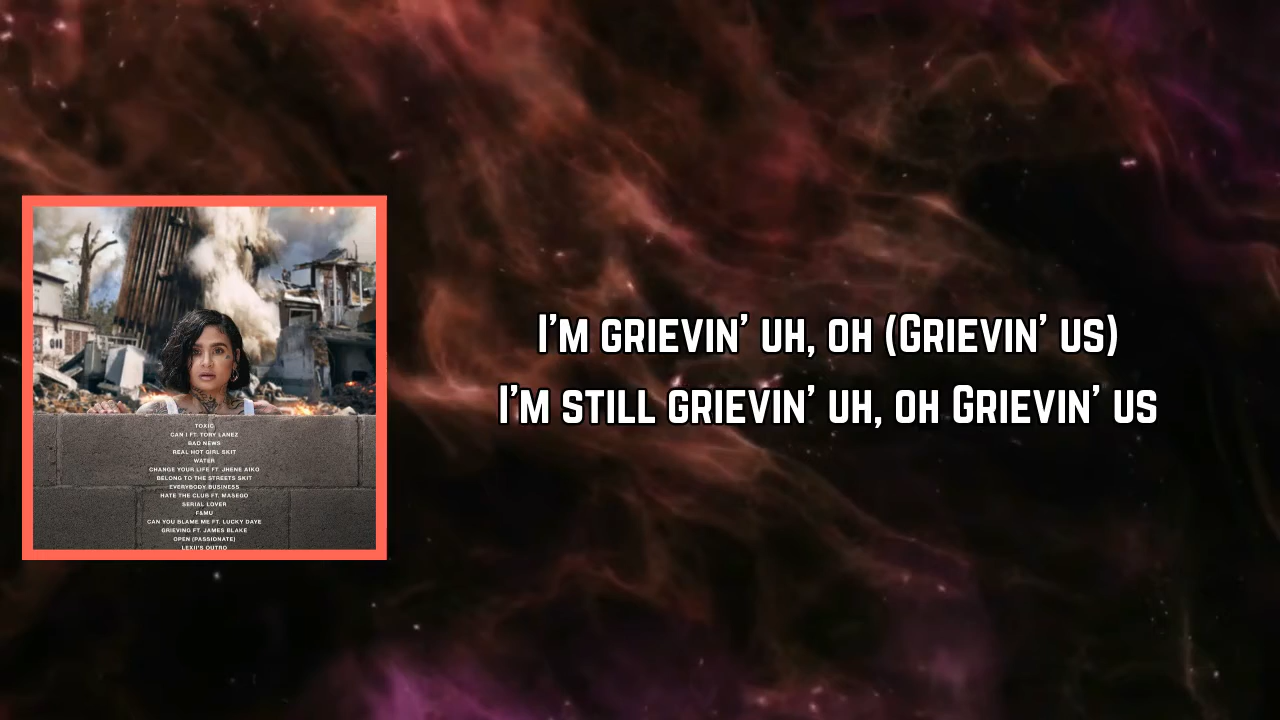 TOXIC
CAN I FT. TORY LANEZ
BAD NEWS
REAL HOT GIRL SKIT
WATER
CHANGE YOUR LIFE FT. JHENE AIKO
BELONG TO THE STREETS SKIT
EVERYBODY BUSINESS
HATE THE CLUB FT. MASEGO
SERIAL LOVER
F&MU
CAN YOU BLAME ME FT. LUCKY DAYE
GRIEVING FT. JAMES BLAKE
OPEN (PASSIONATE)
LEXII'S OUTRO
I'M GRIEVIN' UH, OH (GRIEVIN' US)
I'M STILL GRIEVIN' UH, OH GRIEVIN' US